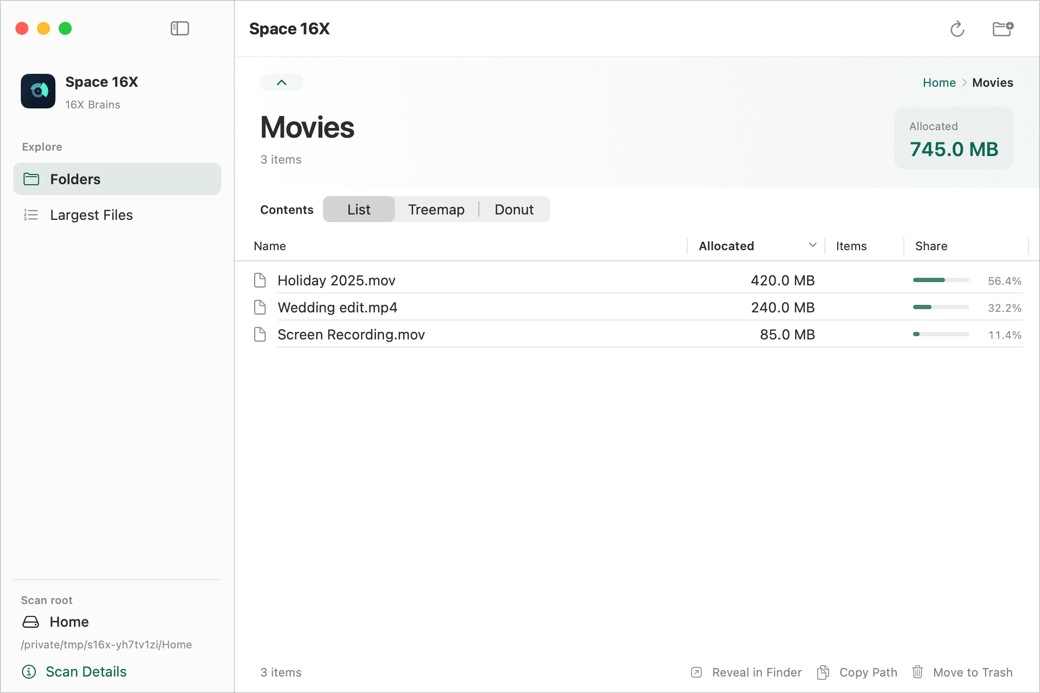 Space 16X
Space 16X
16X Brains
Explore
Folders
Largest Files
Scan root
Home
/private/tmp/s16x-yh7tv1zi/Home
Scan Details
Home > Movies
Movies
3 items
Allocated
745.0 MB
Contents List Treemap Donut
Name Allocated Items Share
Holiday 2025.mov 420.0 MB 56.4%
Wedding edit.mp4 240.0 MB 32.2%
Screen Recording.mov 85.0 MB 11.4%
3 items Reveal in Finder Copy Path Move to Trash